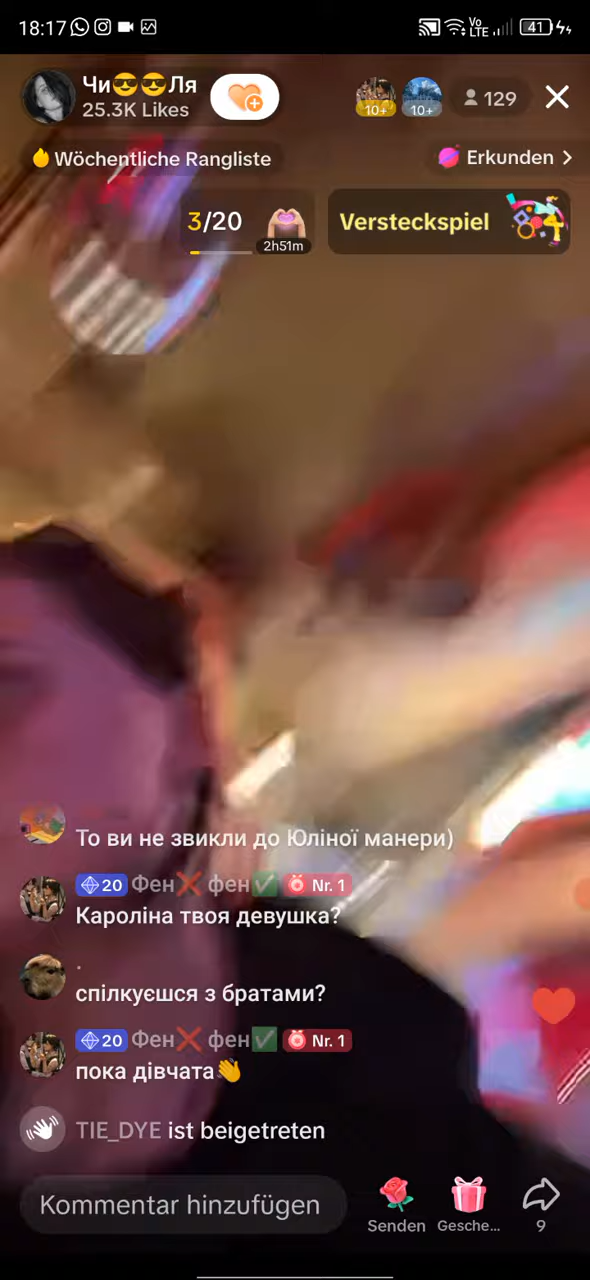 18:17 Vo LTE 41
Чи😎😎Ля
25.3K Likes
10+ 10+ 129
Wöchentliche Rangliste Erkunden
3/20 2h51m Versteckspiel
То ви не звикли до Юліної манери)
20 Фен❌ фен✅ Nr. 1
Кароліна твоя девушка?
.
спілкуєшся з братами?
20 Фен❌ фен✅ Nr. 1
пока дівчата👋
TIE_DYE ist beigetreten
Kommentar hinzufügen Senden Gesche... 9